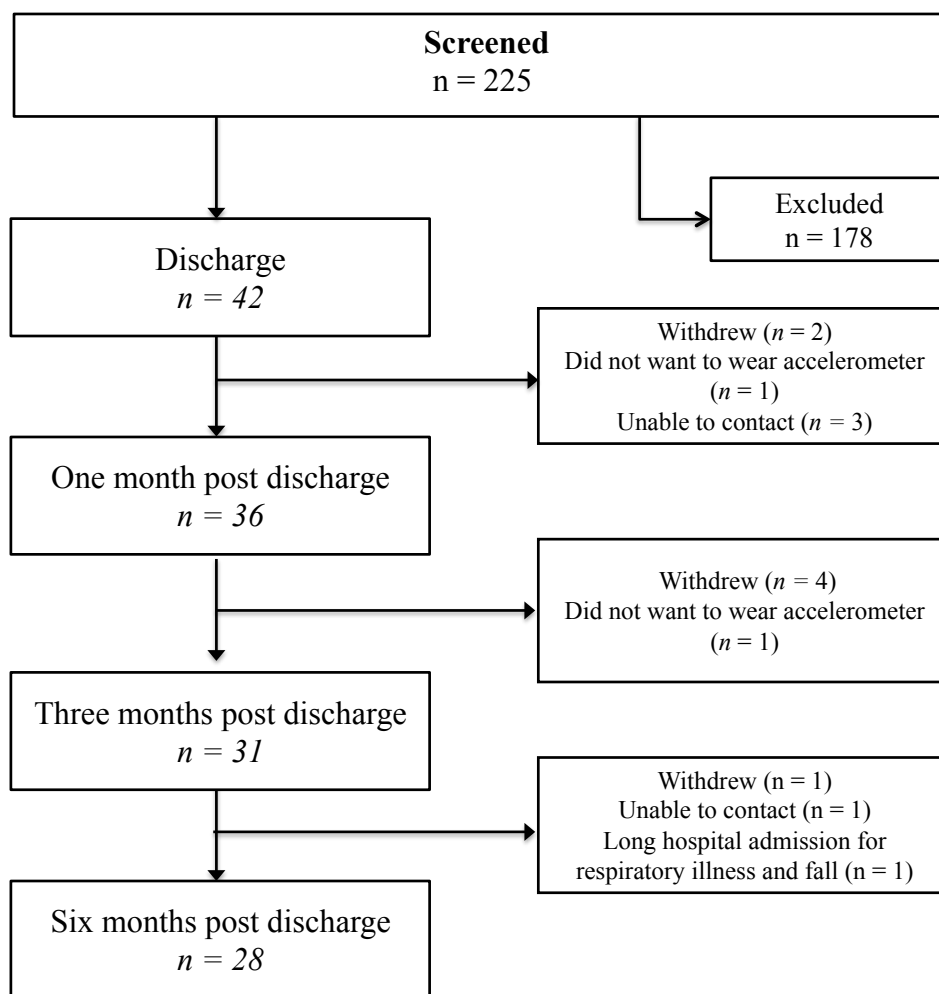 Screened
n = 225
Excluded
n = 178
Discharge
n = 42
Withdrew (n = 2)
Did not want to wear accelerometer
(n = 1)
Unable to contact (n = 3)
One month post discharge
n = 36
Withdrew (n = 4)
Did not want to wear accelerometer
(n = 1)
Three months post discharge
n = 31
Withdrew (n = 1)
Unable to contact (n = 1)
Long hospital admission for
respiratory illness and fall (n = 1)
Six months post discharge
n = 28